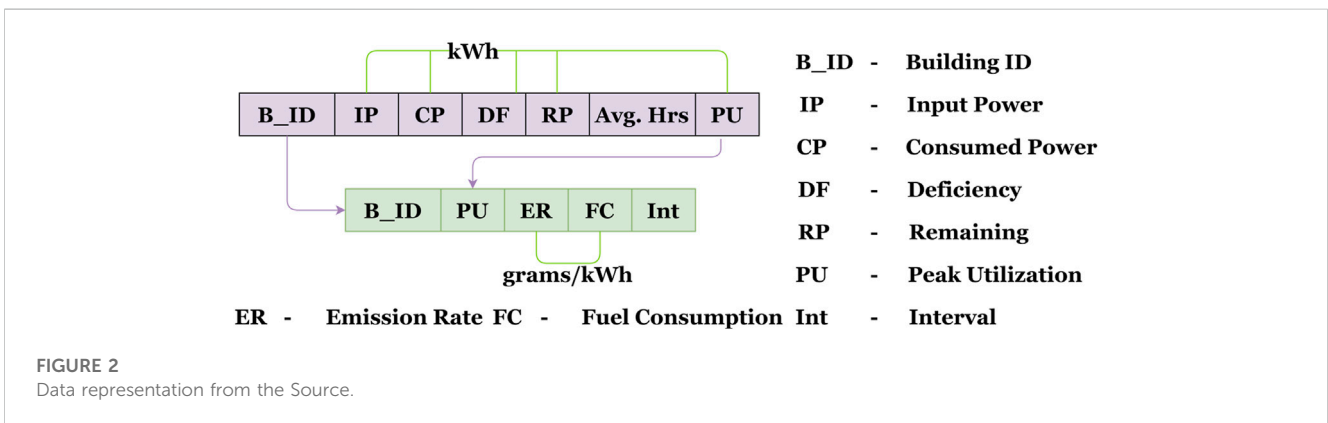 kWh
B_ID IP CP DF RP Avg. Hrs PU
B_ID PU ER FC Int
grams/kWh
B_ID - Building ID
IP - Input Power
CP - Consumed Power
DF - Deficiency
RP - Remaining
PU - Peak Utilization
ER - Emission Rate FC - Fuel Consumption Int - Interval
FIGURE 2
Data representation from the Source.